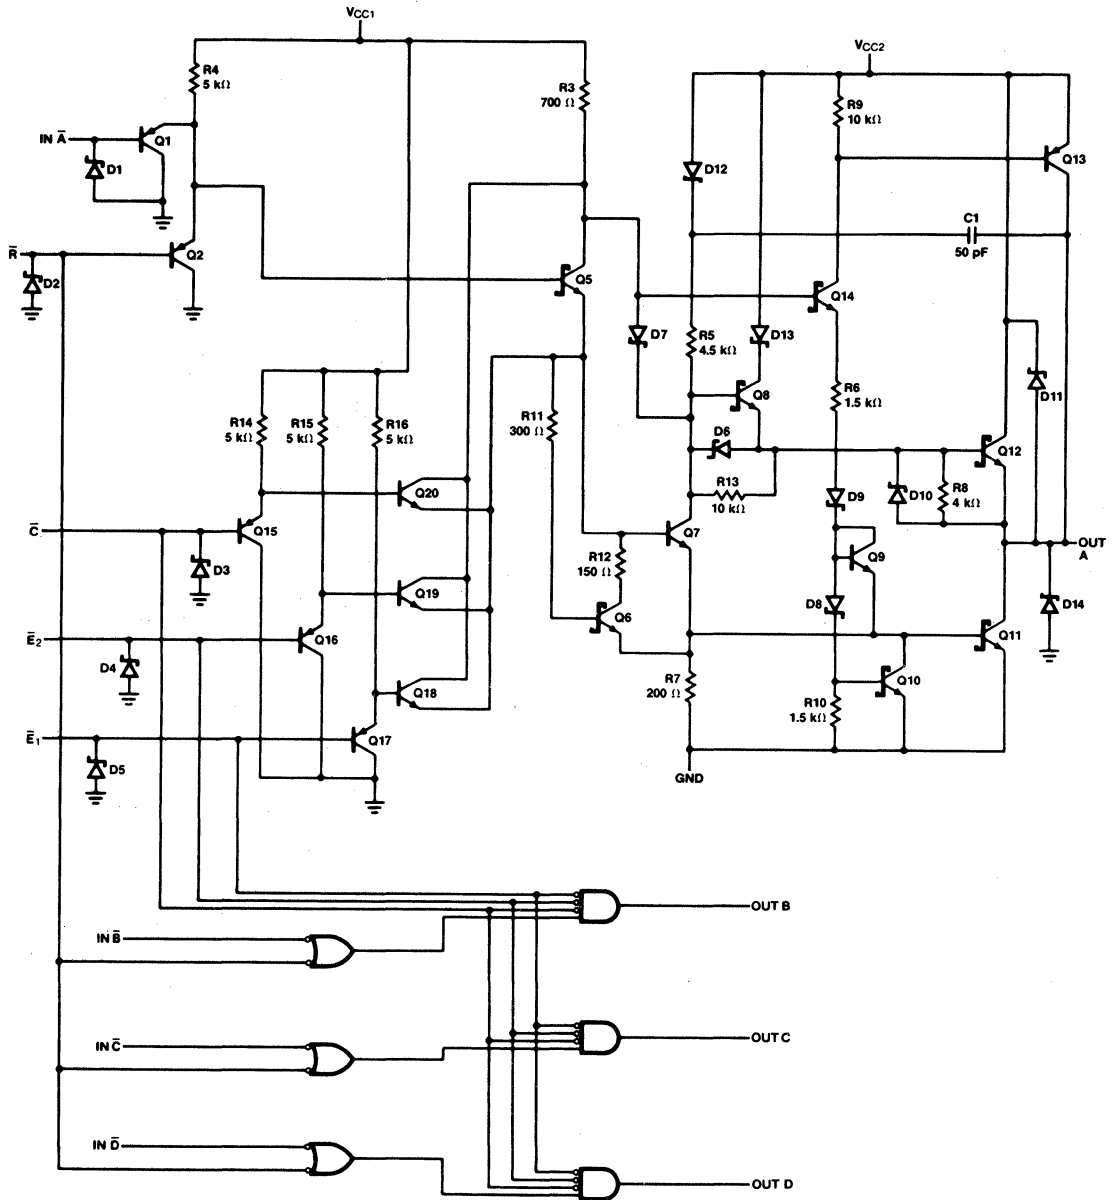 VCC1
R4
5 kΩ
R3
700 Ω
VCC2
R9
10 kΩ
IN A̅
Q1
D1
Q13
D12
C1
50 pF
R̅
Q2
D2
Q5
Q14
D7
R5
4.5 kΩ
D13
R6
1.5 kΩ
D11
Q8
R14
5 kΩ
R15
5 kΩ
R16
5 kΩ
R11
300 Ω
D6
Q12
R13
10 kΩ
D9
D10
R8
4 kΩ
Q20
C̅
Q15
D3
Q7
Q9
OUT
A
R12
150 Ω
Q19
D8
D14
Q6
E̅2
Q16
D4
Q11
R7
200 Ω
Q10
Q18
R10
1.5 kΩ
E̅1
Q17
D5
GND
OUT B
IN B̅
OUT C
IN C̅
IN D̅
OUT D